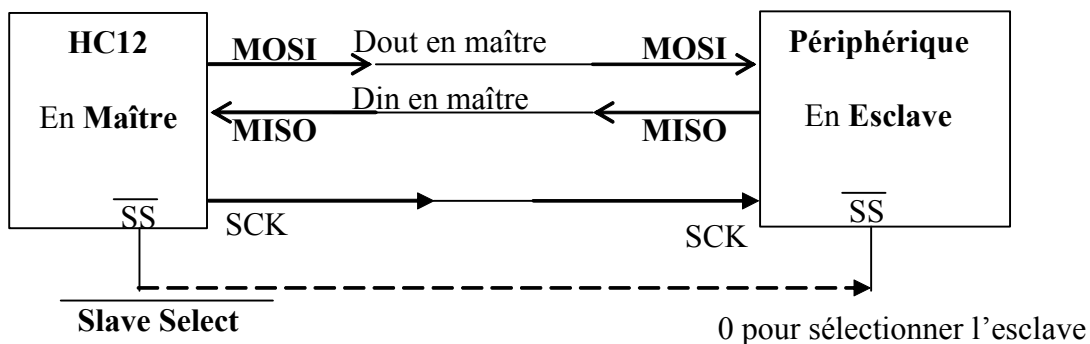 HC12
En Maître
MOSI
Dout en maître
MOSI
Din en maître
MISO
MISO
SS
SCK
SCK
Périphérique
En Esclave
SS
Slave Select
0 pour sélectionner l’esclave